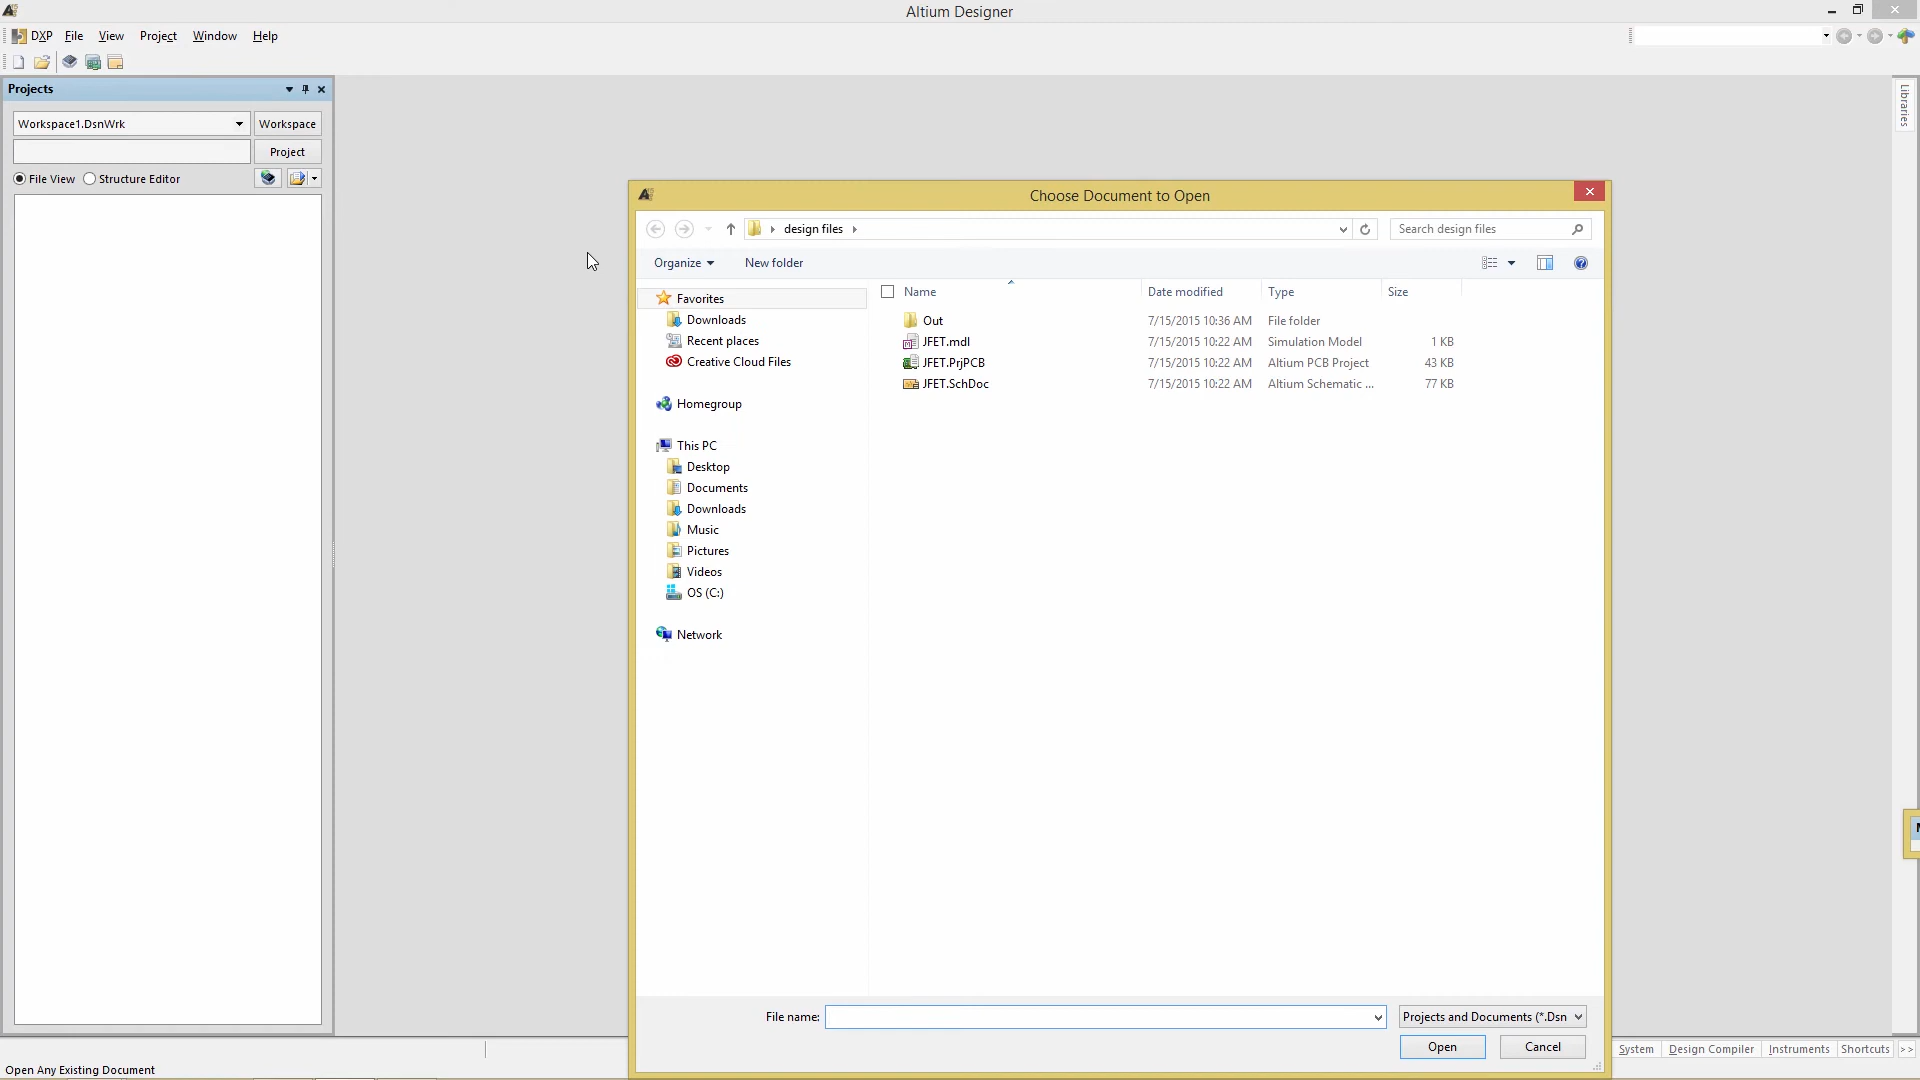 Altium Designer
DXP File View Project Window Help
Projects
Workspace1.DsnWrk Workspace
Project
File View Structure Editor
Libraries
Choose Document to Open
design files Search design files
Organize New folder
Name Date modified Type Size
Favorites
Downloads
Recent places
Creative Cloud Files
Homegroup
This PC
Desktop
Documents
Downloads
Music
Pictures
Videos
OS (C:)
Network
Out 7/15/2015 10:36 AM File folder
JFET.mdl 7/15/2015 10:22 AM Simulation Model 1 KB
JFET.PrjPCB 7/15/2015 10:22 AM Altium PCB Project 43 KB
JFET.SchDoc 7/15/2015 10:22 AM Altium Schematic ... 77 KB
File name: Projects and Documents (*.Dsn
Open Cancel
System Design Compiler Instruments Shortcuts >>
Open Any Existing Document